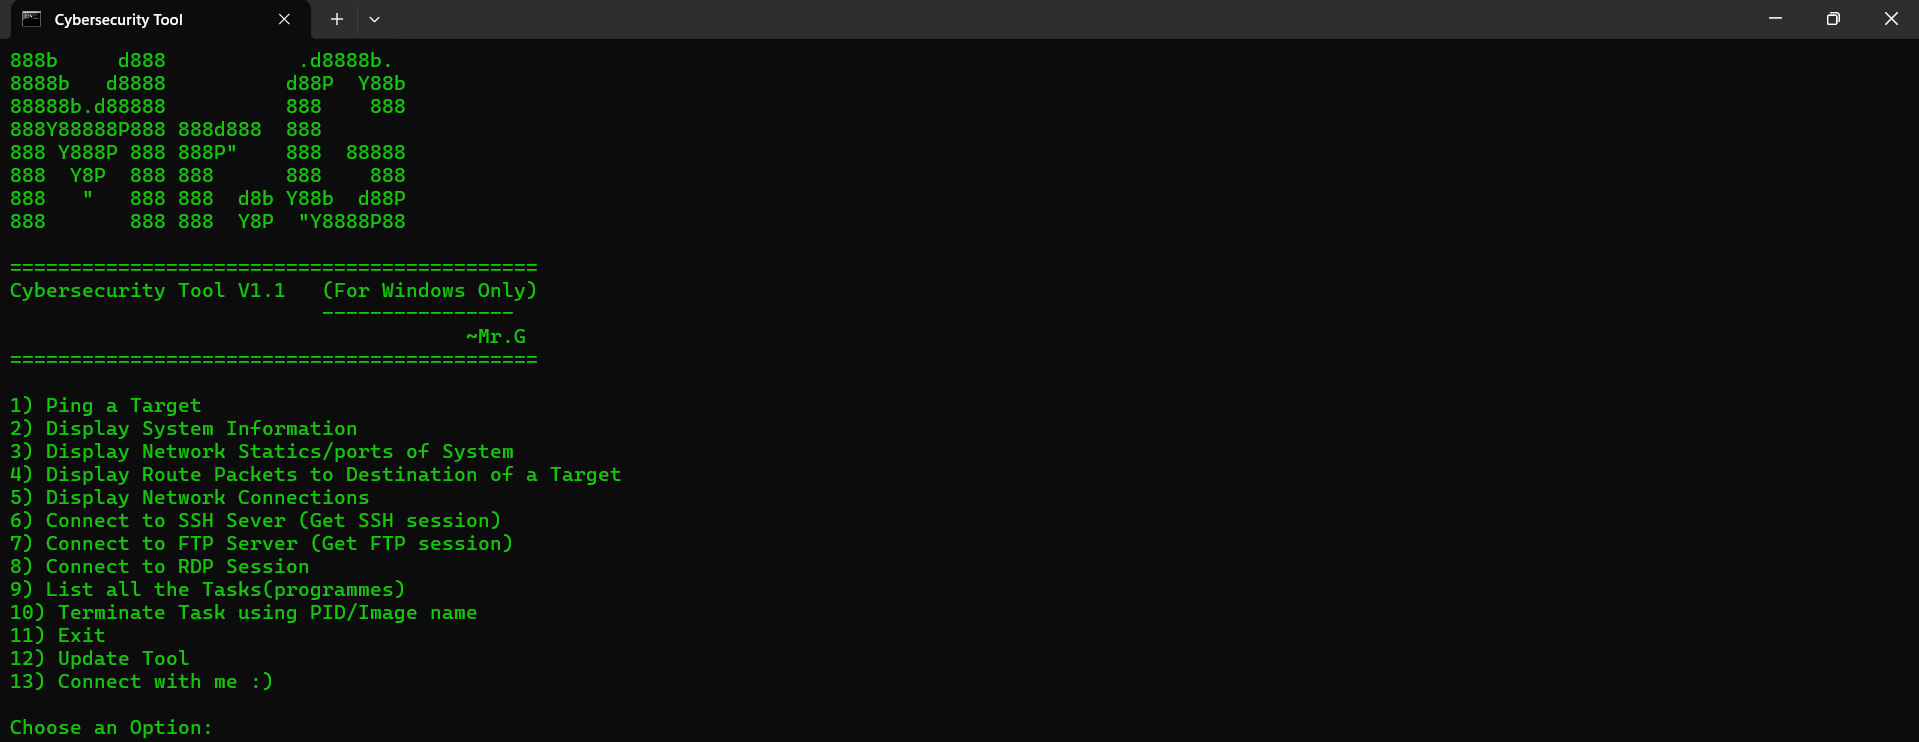 Cybersecurity Tool
888b     d888           .d8888b.
8888b   d8888          d88P  Y88b
88888b.d88888          888    888
888Y88888P888 888d888  888
888 Y888P 888 888P"    888  88888
888  Y8P  888 888      888    888
888   "   888 888  d8b Y88b  d88P
888       888 888  Y8P  "Y8888P88
============================================
Cybersecurity Tool V1.1   (For Windows Only)
                          ----------------
                                      ~Mr.G
============================================
1) Ping a Target
2) Display System Information
3) Display Network Statics/ports of System
4) Display Route Packets to Destination of a Target
5) Display Network Connections
6) Connect to SSH Sever (Get SSH session)
7) Connect to FTP Server (Get FTP session)
8) Connect to RDP Session
9) List all the Tasks(programmes)
10) Terminate Task using PID/Image name
11) Exit
12) Update Tool
13) Connect with me :)
Choose an Option: